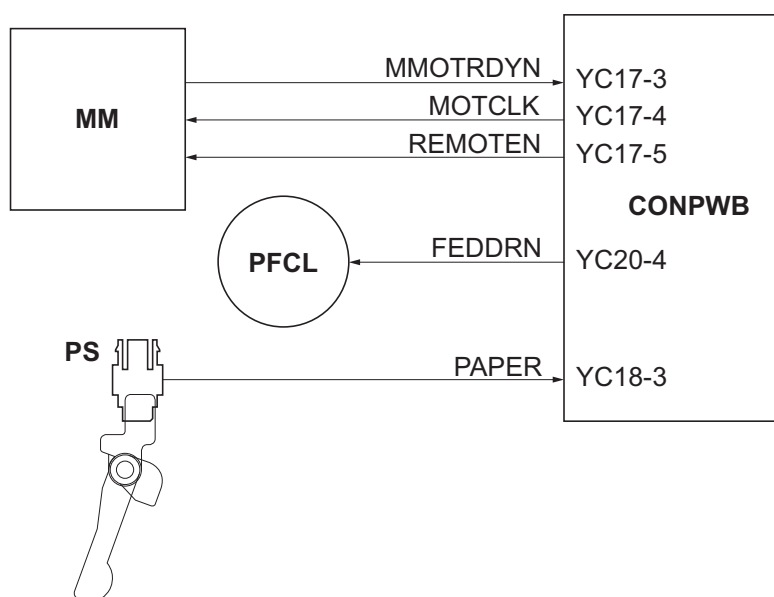 MMOTRDYN YC17-3
MM MOTCLK YC17-4
REMOTEN YC17-5
CONPWB
PFCL FEDDRN YC20-4
PS
PAPER YC18-3